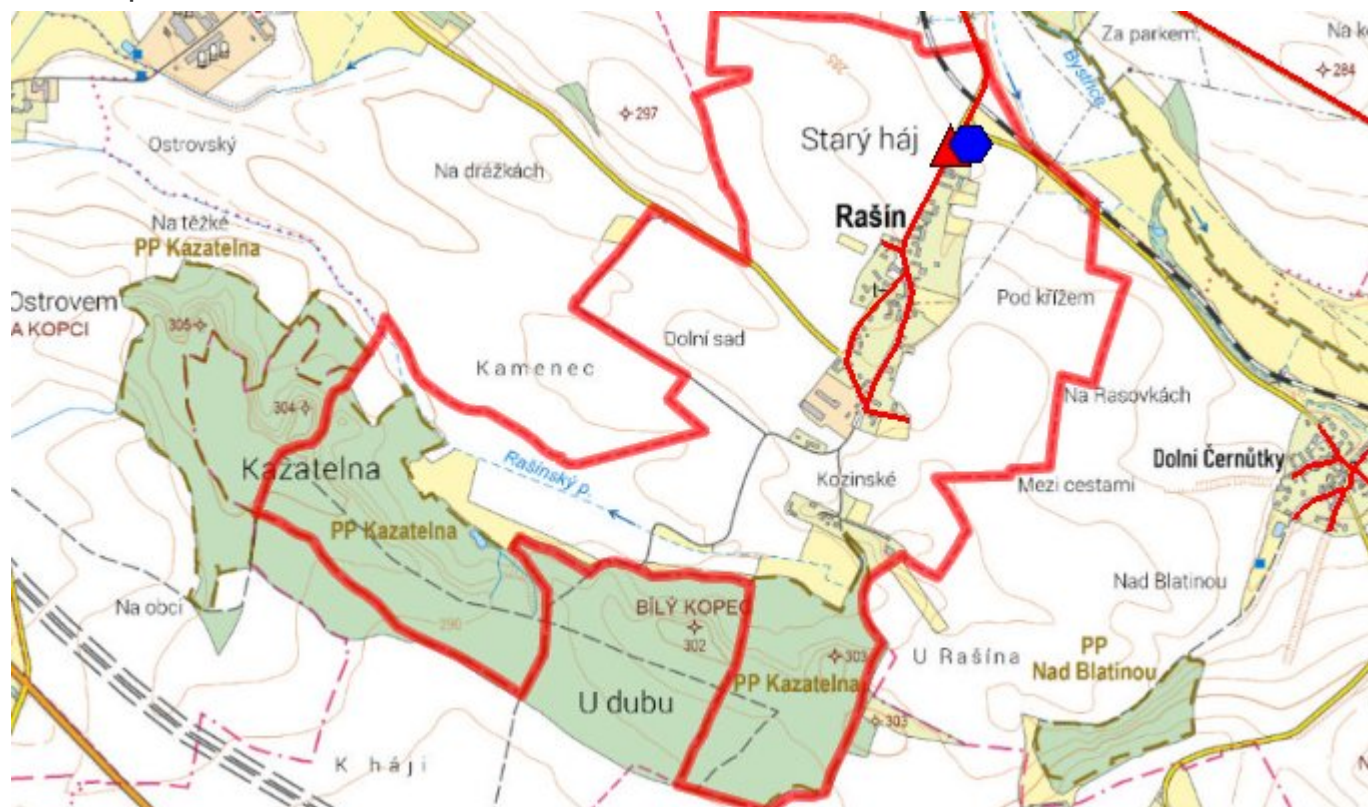 Za parkem
Na k
284
Bystřice
285
297
Ostrovský
Starý háj
Na drážkách
Na těžké
PP Kazatelna
Rašín
Ostrovem
A KOPCI
305
Pod křížem
Dolní sad
Kamenec
304
Na Rasovkách
Kazatelna
Rašínský p.
Dolní Černůtky
Kozinské
Mezi cestami
PP Kazatelna
Nad Blatinou
Na obcí
BÍLÝ KOPEC
290
302
303
U Rašína
PP
Nad Blatinou
PP Kazatelna
U dubu
303
K háji
N